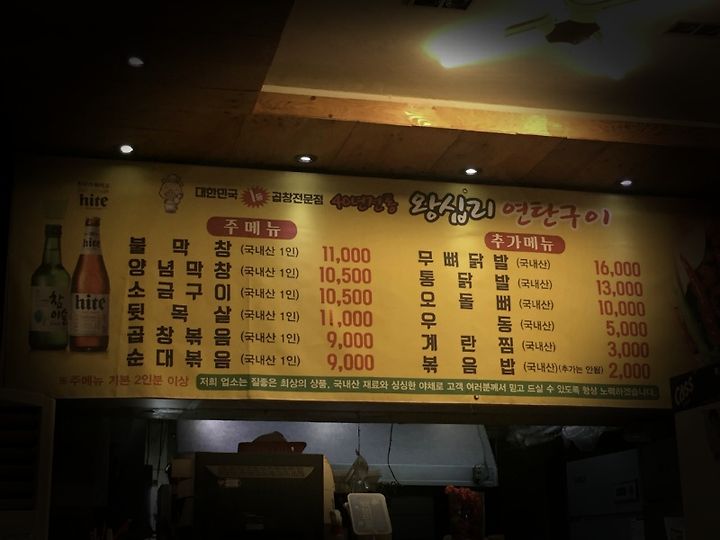 대한민국 1등 곱창전문점 40년전통 왕십리 연탄구이
hite
참이슬
hite
주메뉴
불막창 (국내산 1인) 11,000
양념막창 (국내산 1인) 10,500
소금구이 (국내산 1인) 10,500
뒷목살 (국내산 1인) 11,000
곱창볶음 (국내산 1인) 9,000
순대볶음 (국내산 1인) 9,000
추가메뉴
무뼈닭발 (국내산) 16,000
통닭발 (국내산) 13,000
오돌뼈 (국내산) 10,000
우동 (국내산) 5,000
계란찜 (국내산) 3,000
볶음밥 (국내산)(추가는 안됨) 2,000
※주메뉴 기본 2인분 이상
저희 업소는 질좋은 최상의 상품, 국내산 재료와 싱싱한 야채로 고객 여러분께서 믿고 드실 수 있도록 항상 노력하겠습니다.
Cass